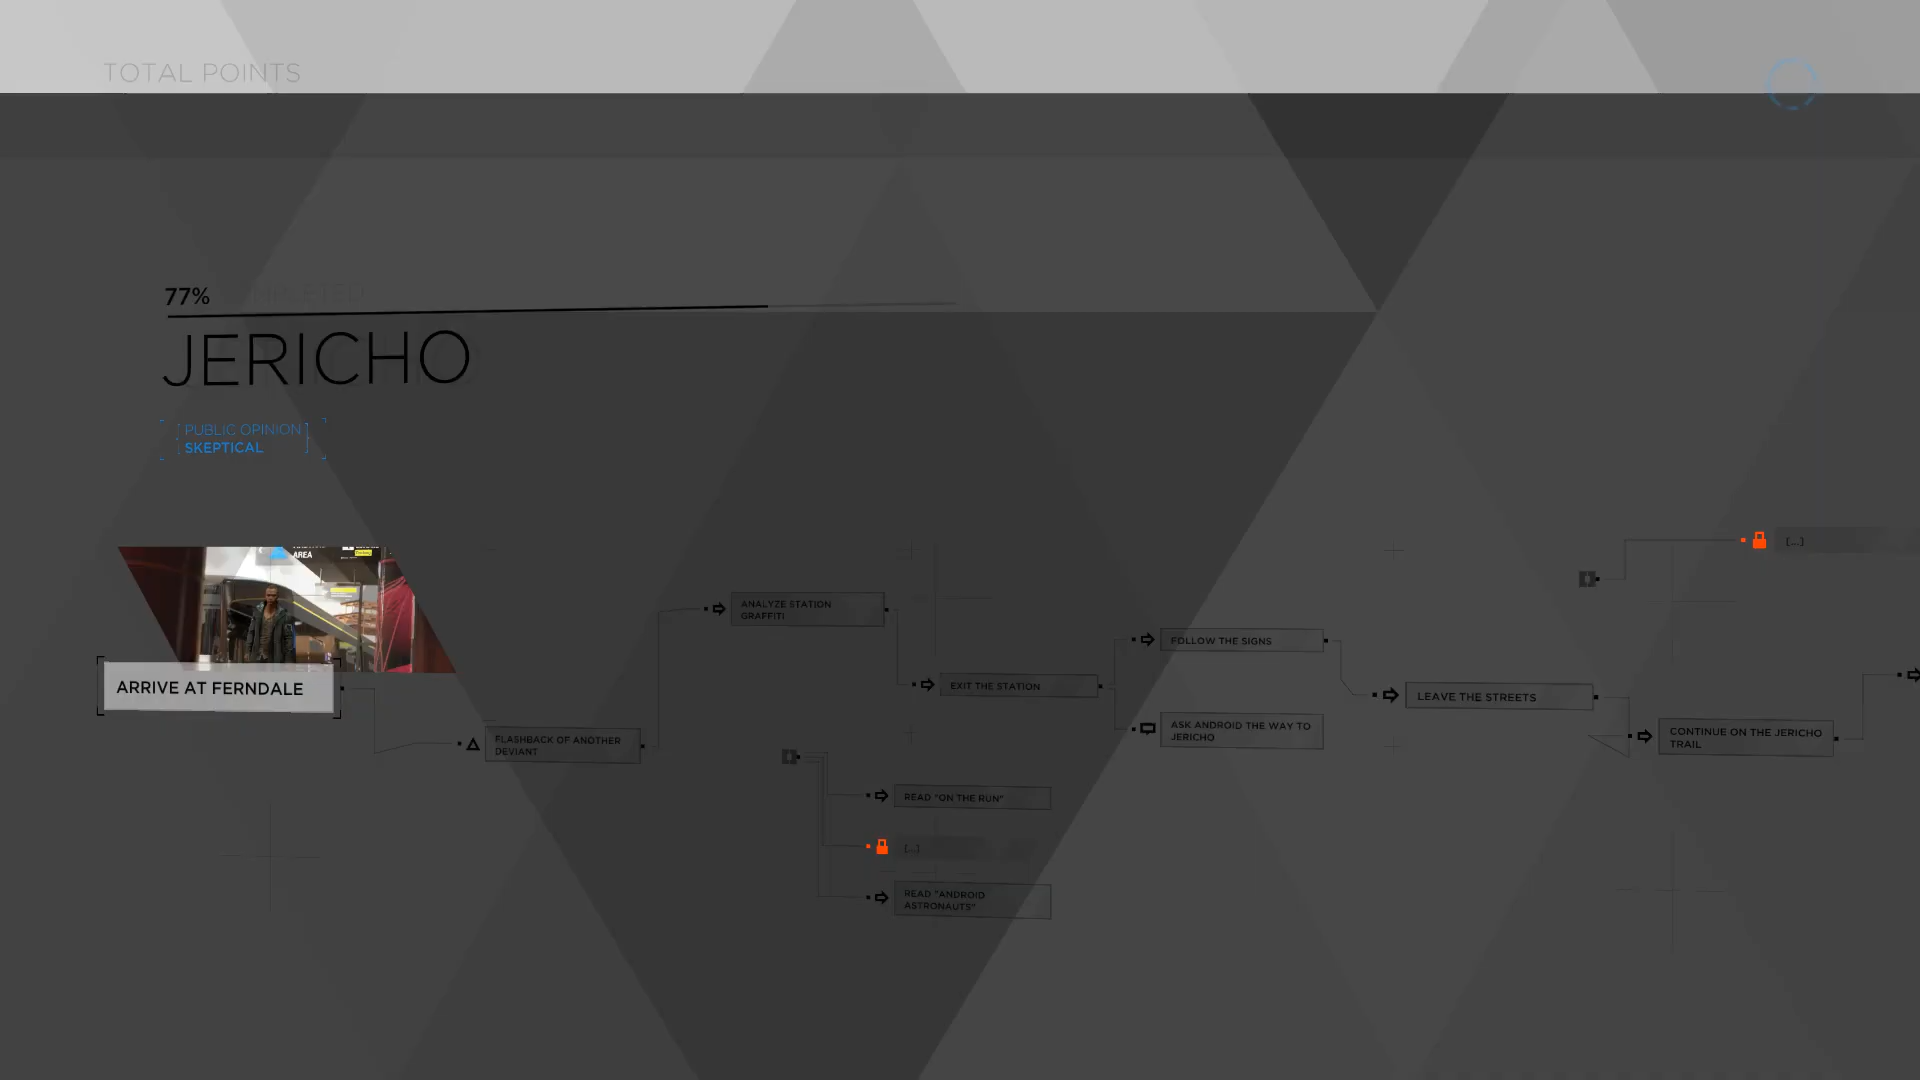 TOTAL POINTS
77%
JERICHO
PUBLIC OPINION
SKEPTICAL
AREA
ARRIVE AT FERNDALE
FLASHBACK OF ANOTHER
DEVIANT
ANALYZE STATION
GRAFFITI
EXIT THE STATION
READ "ON THE RUN"
[...]
READ "ANDROID
ASTRONAUTS"
FOLLOW THE SIGNS
ASK ANDROID THE WAY TO
JERICHO
LEAVE THE STREETS
CONTINUE ON THE JERICHO
TRAIL
[...]